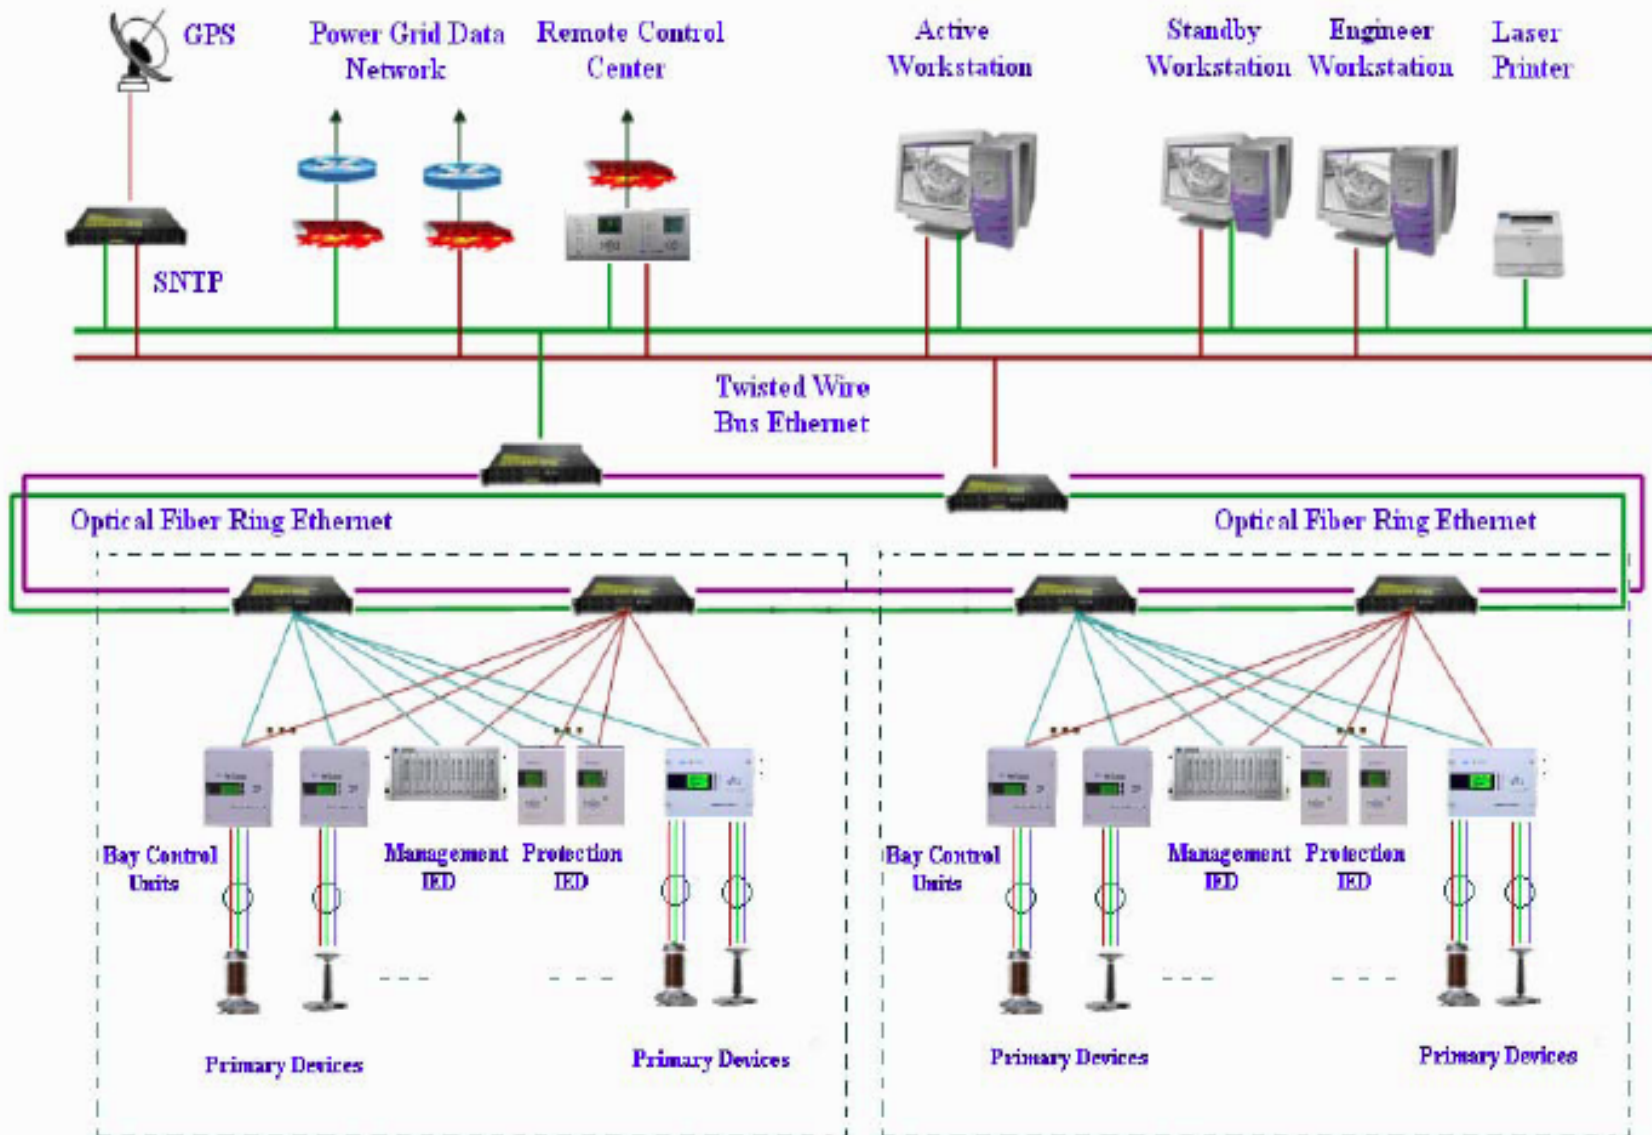 GPS
Power Grid Data
Network
Remote Control
Center
Active
Workstation
Standby
Workstation
Engineer
Workstation
Laser
Printer
SNTP
Twisted Wire
Bus Ethernet
Optical Fiber Ring Ethernet
Optical Fiber Ring Ethernet
Bay Control
Units
Management
IED
Protection
IED
Bay Control
Units
Management
IED
Protection
IED
Primary Devices
Primary Devices
Primary Devices
Primary Devices